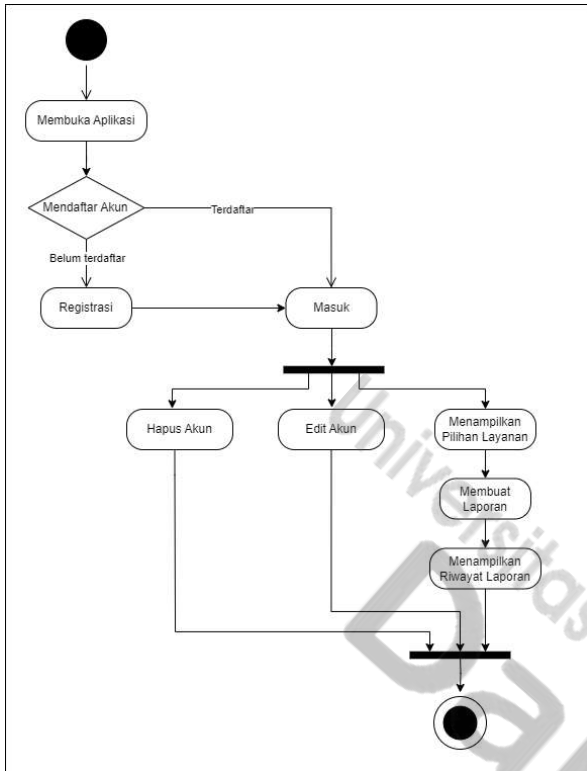 Membuka Aplikasi
Mendaftar Akun
Terdaftar
Belum terdaftar
Registrasi
Masuk
Hapus Akun
Edit Akun
Menampilkan
Pilihan Layanan
Membuat
Laporan
Menampilkan
Riwayat Laporan
Universitas